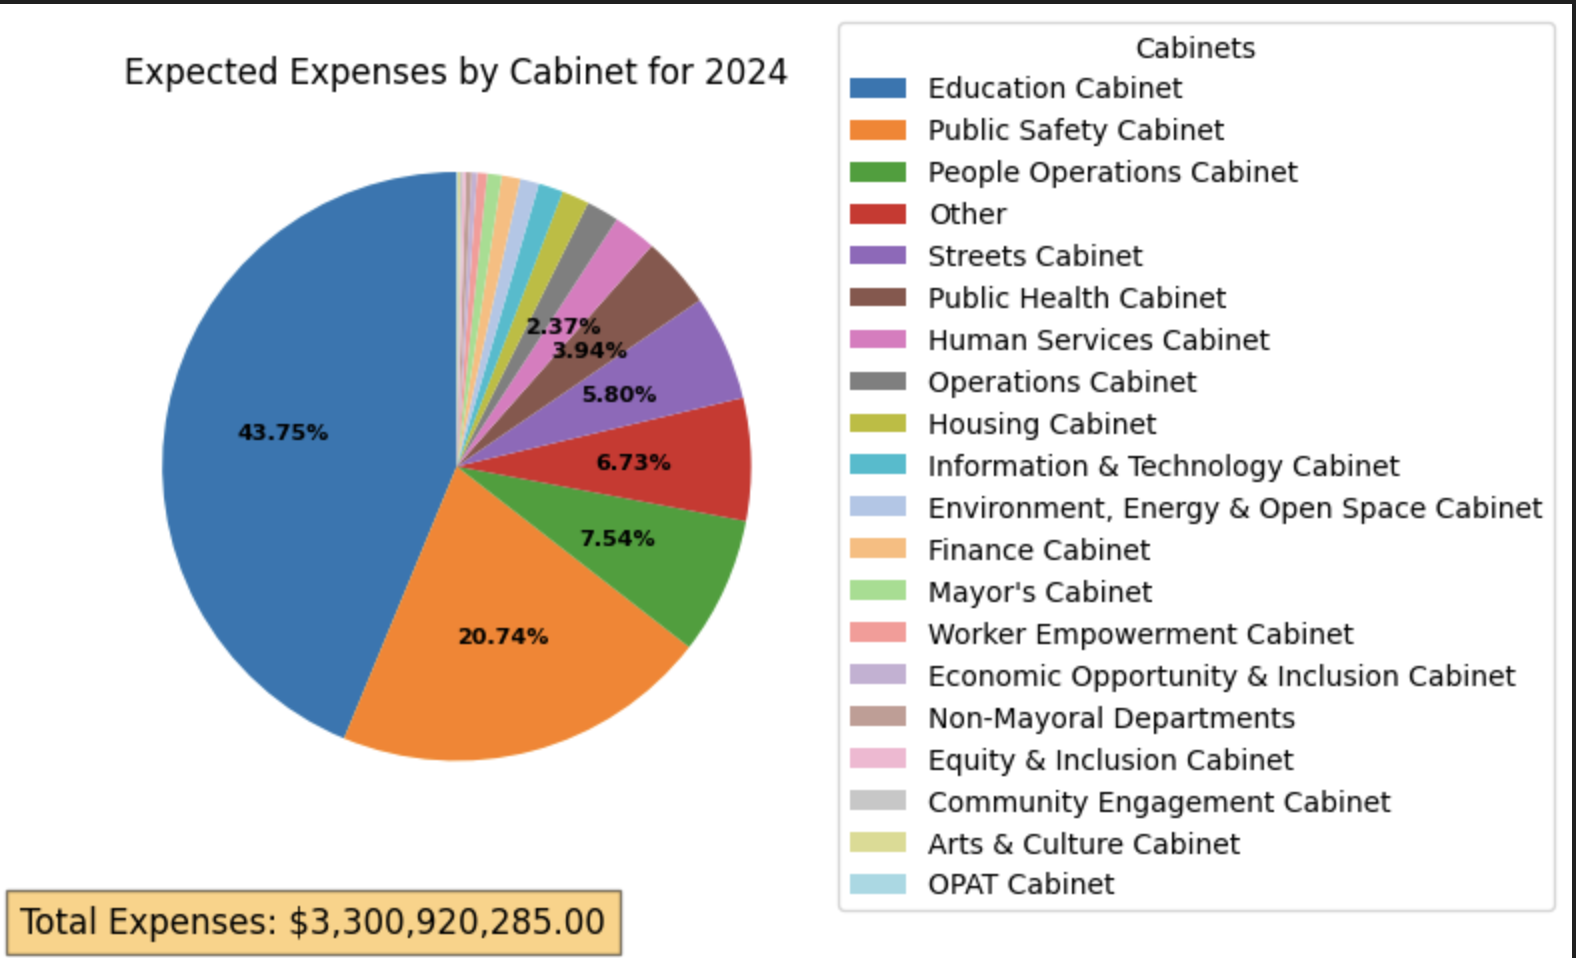 Expected Expenses by Cabinet for 2024
2.37%
3.94%
5.80%
43.75%
6.73%
7.54%
20.74%
Total Expenses: $3,300,920,285.00
Cabinets
Education Cabinet
Public Safety Cabinet
People Operations Cabinet
Other
Streets Cabinet
Public Health Cabinet
Human Services Cabinet
Operations Cabinet
Housing Cabinet
Information & Technology Cabinet
Environment, Energy & Open Space Cabinet
Finance Cabinet
Mayor's Cabinet
Worker Empowerment Cabinet
Economic Opportunity & Inclusion Cabinet
Non-Mayoral Departments
Equity & Inclusion Cabinet
Community Engagement Cabinet
Arts & Culture Cabinet
OPAT Cabinet